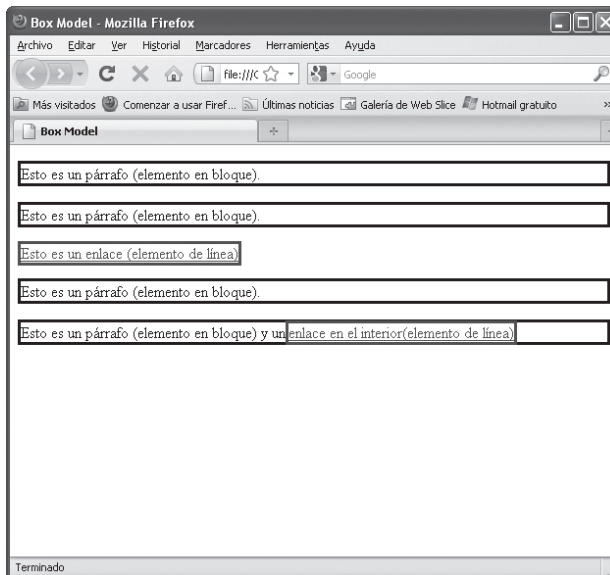 Box Model - Mozilla Firefox
Archivo Editar Ver Historial Marcadores Herramientas Ayuda
file:///C Google
Más visitados Comenzar a usar Firef... Últimas noticias Galería de Web Slice Hotmail gratuito »
Box Model
Esto es un párrafo (elemento en bloque).
Esto es un párrafo (elemento en bloque).
Esto es un enlace (elemento de línea)
Esto es un párrafo (elemento en bloque).
Esto es un párrafo (elemento en bloque) y un enlace en el interior(elemento de línea)
Terminado